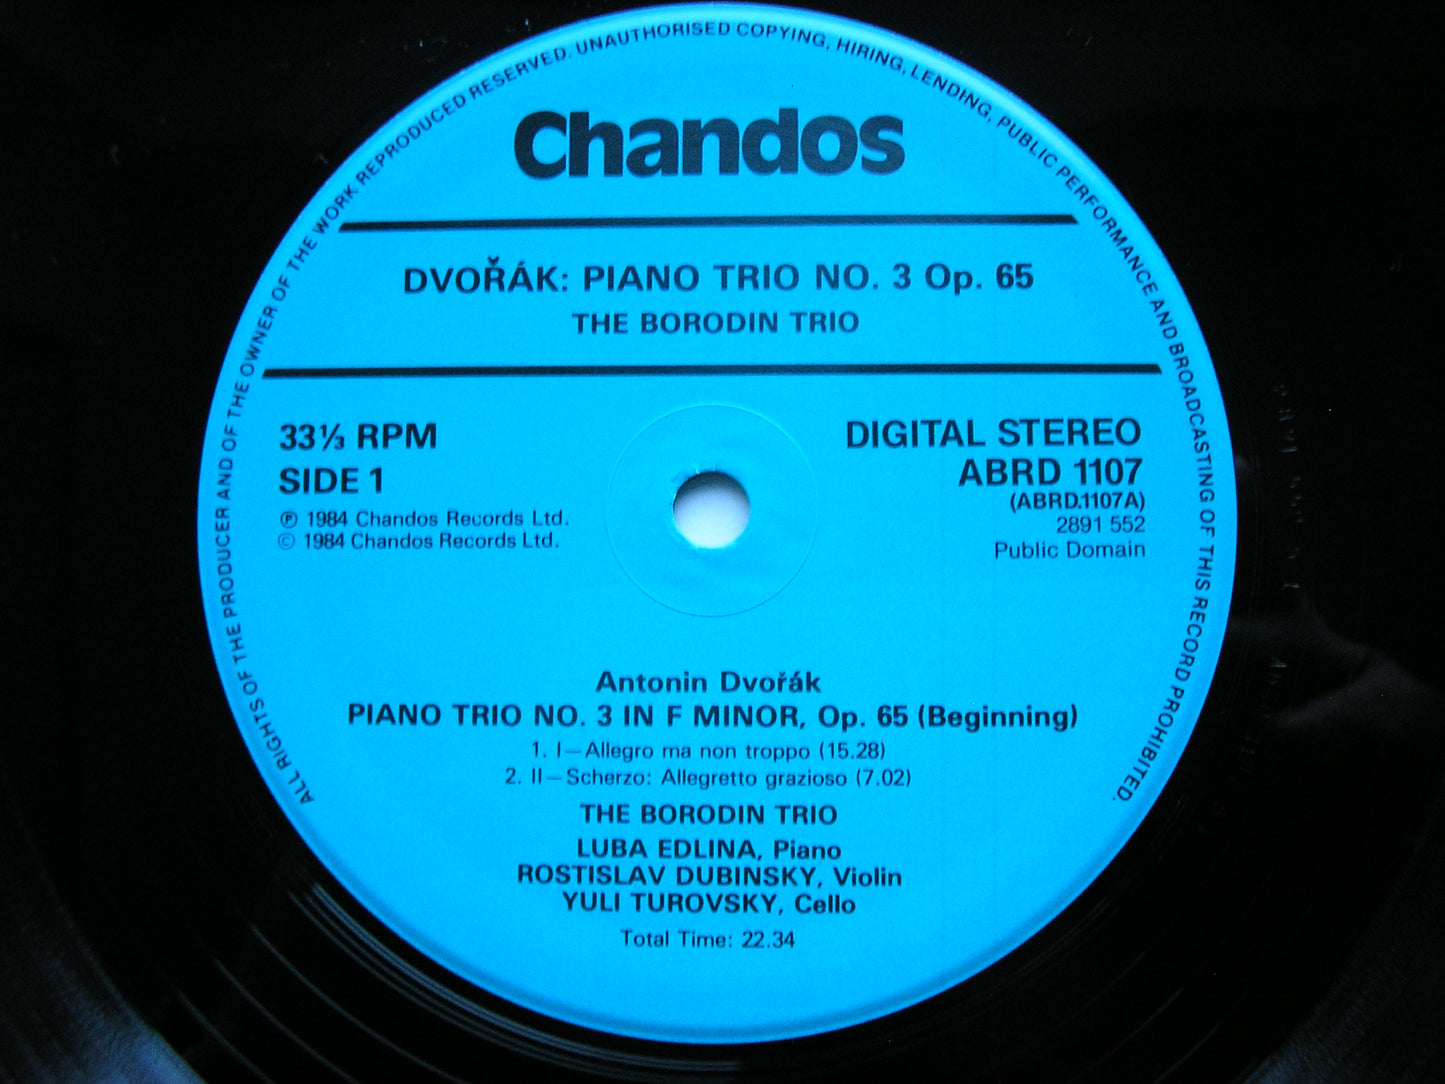 ALL RIGHTS OF THE PRODUCER AND OF THE OWNER OF THE WORK REPRODUCED RESERVED. UNAUTHORISED COPYING, HIRING, LENDING, PUBLIC PERFORMANCE AND BROADCASTING OF THIS RECORD PROHIBITED.
Chandos
DVOŘÁK: PIANO TRIO NO. 3 Op. 65
THE BORODIN TRIO
33⅓ RPM
SIDE 1
℗ 1984 Chandos Records Ltd.
© 1984 Chandos Records Ltd.
DIGITAL STEREO
ABRD 1107
(ABRD.1107A)
2891 552
Public Domain
Antonin Dvořák
PIANO TRIO NO. 3 IN F MINOR, Op. 65 (Beginning)
1. I—Allegro ma non troppo (15.28)
2. II—Scherzo: Allegretto grazioso (7.02)
THE BORODIN TRIO
LUBA EDLINA, Piano
ROSTISLAV DUBINSKY, Violin
YULI TUROVSKY, Cello
Total Time: 22.34